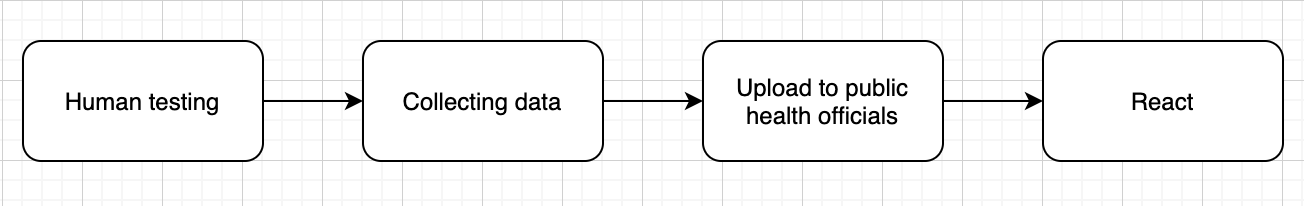 Human testing
Collecting data
Upload to public
health officials
React